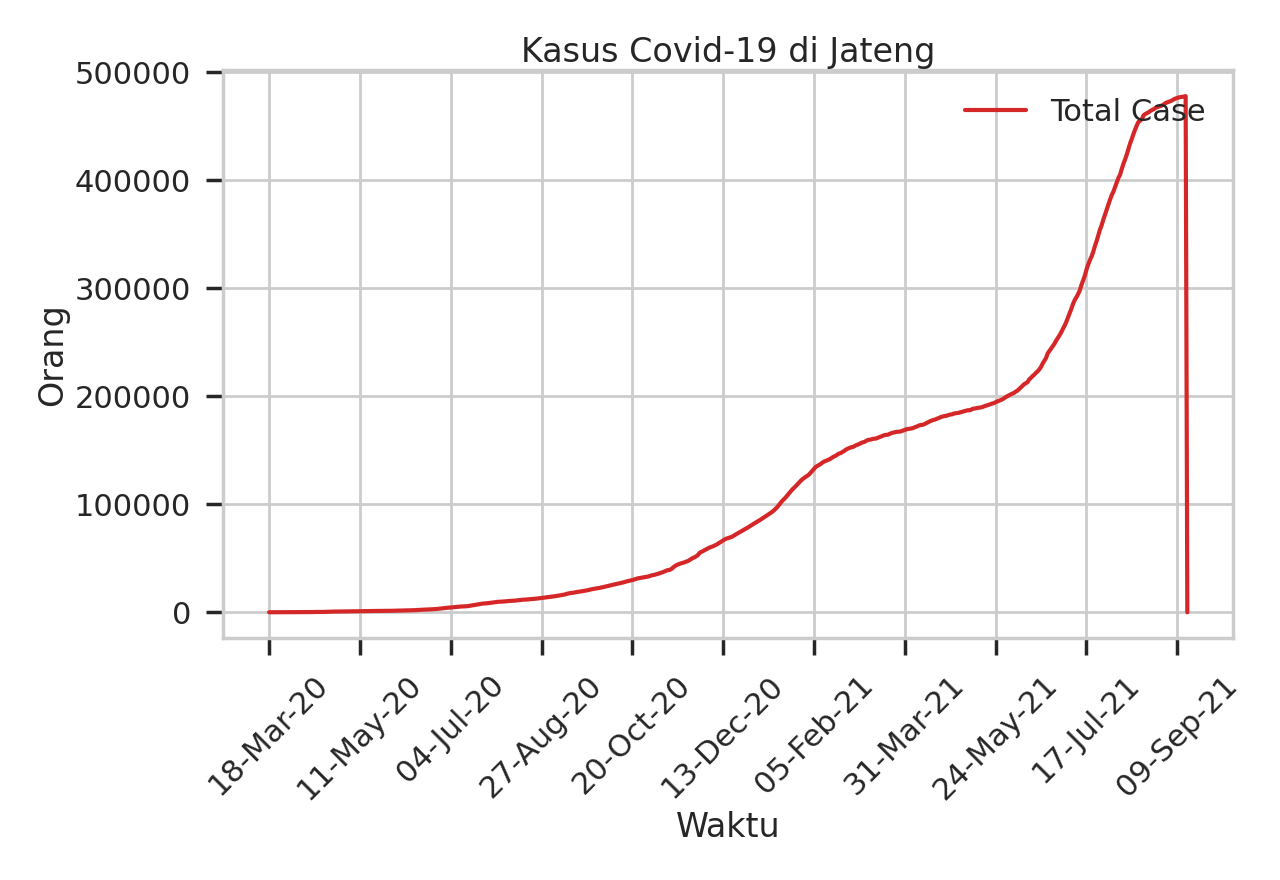 Kasus Covid-19 di Jateng
500000
400000
300000
200000
100000
0
Orang
Total Case
18-Mar-20
11-May-20
04-Jul-20
27-Aug-20
20-Oct-20
13-Dec-20
05-Feb-21
31-Mar-21
24-May-21
17-Jul-21
09-Sep-21
Waktu